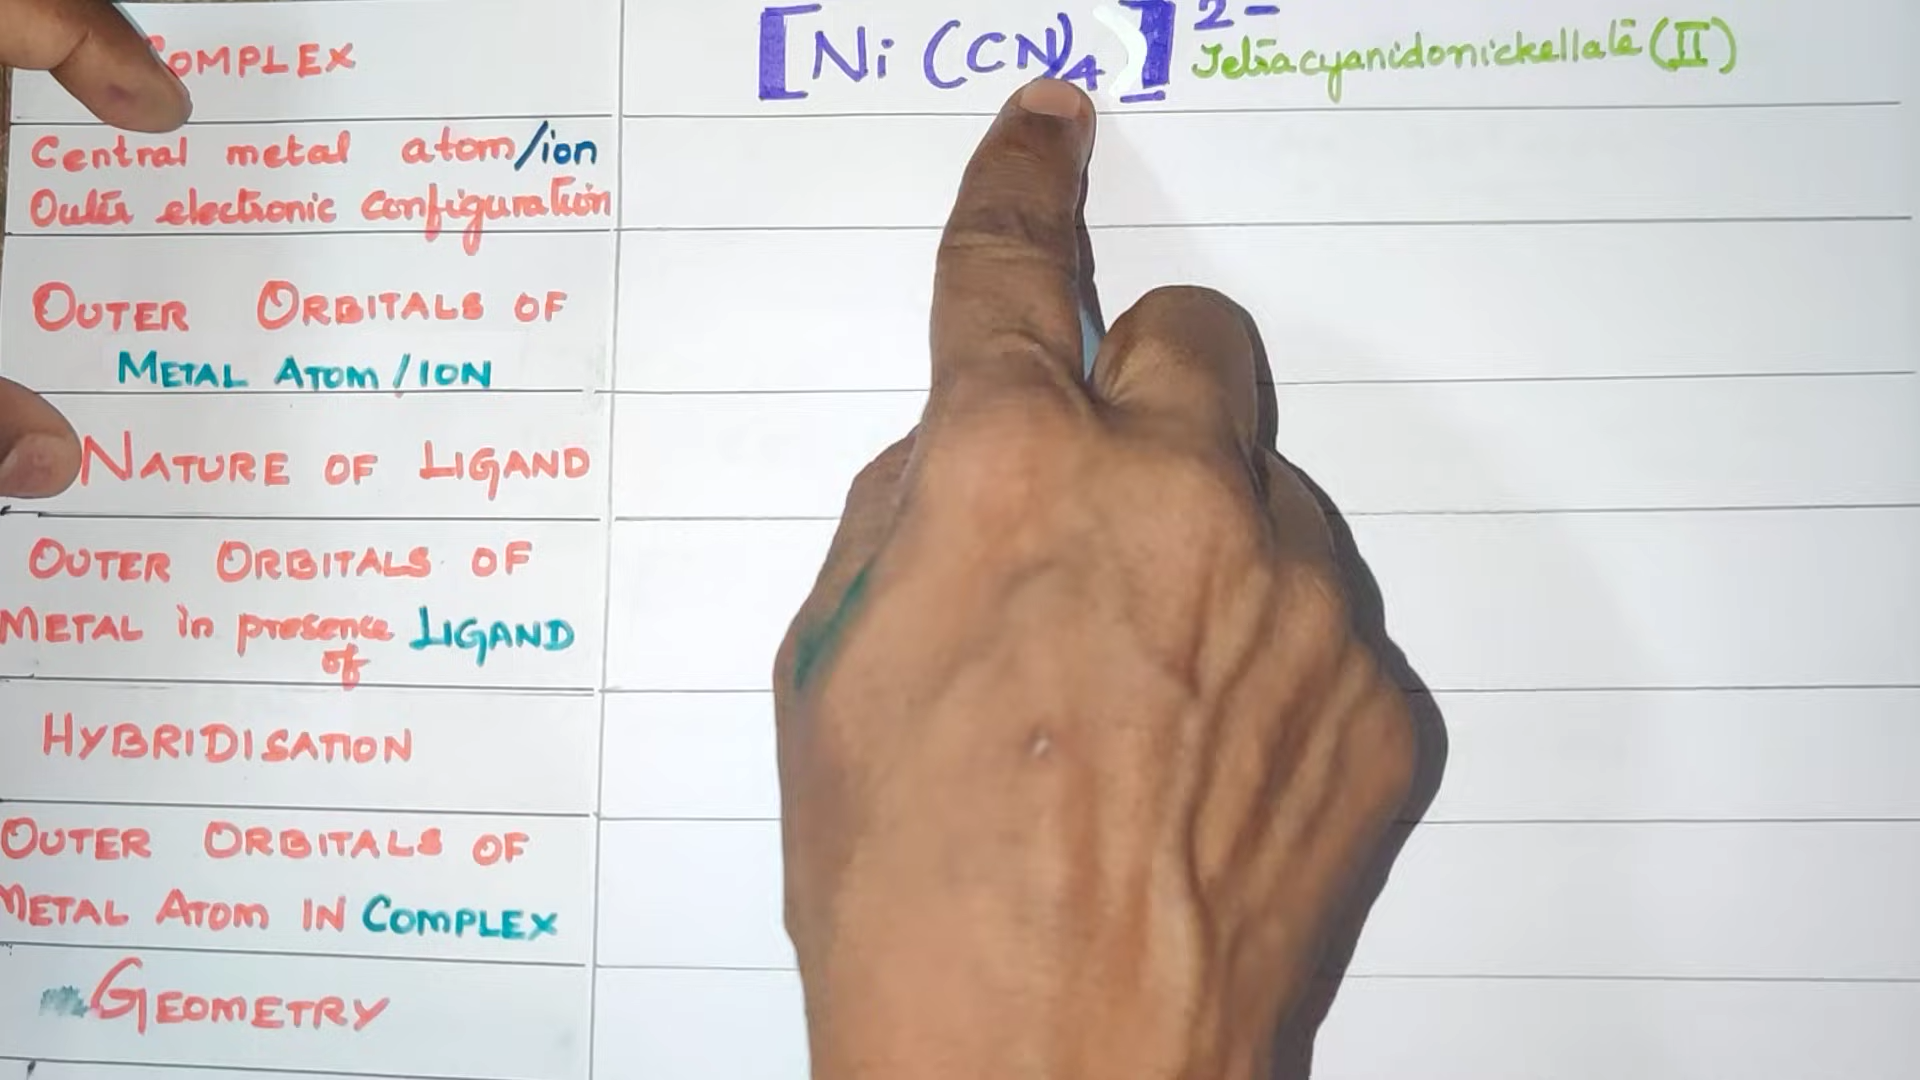 COMPLEX
[Ni (CN)4]2- Tetracyanidonickellate (II)
Central metal atom/ion
Outer electronic configuration
OUTER ORBITALS OF
METAL ATOM/ION
NATURE OF LIGAND
OUTER ORBITALS OF
METAL in presence of LIGAND
HYBRIDISATION
OUTER ORBITALS OF
METAL ATOM IN COMPLEX
GEOMETRY